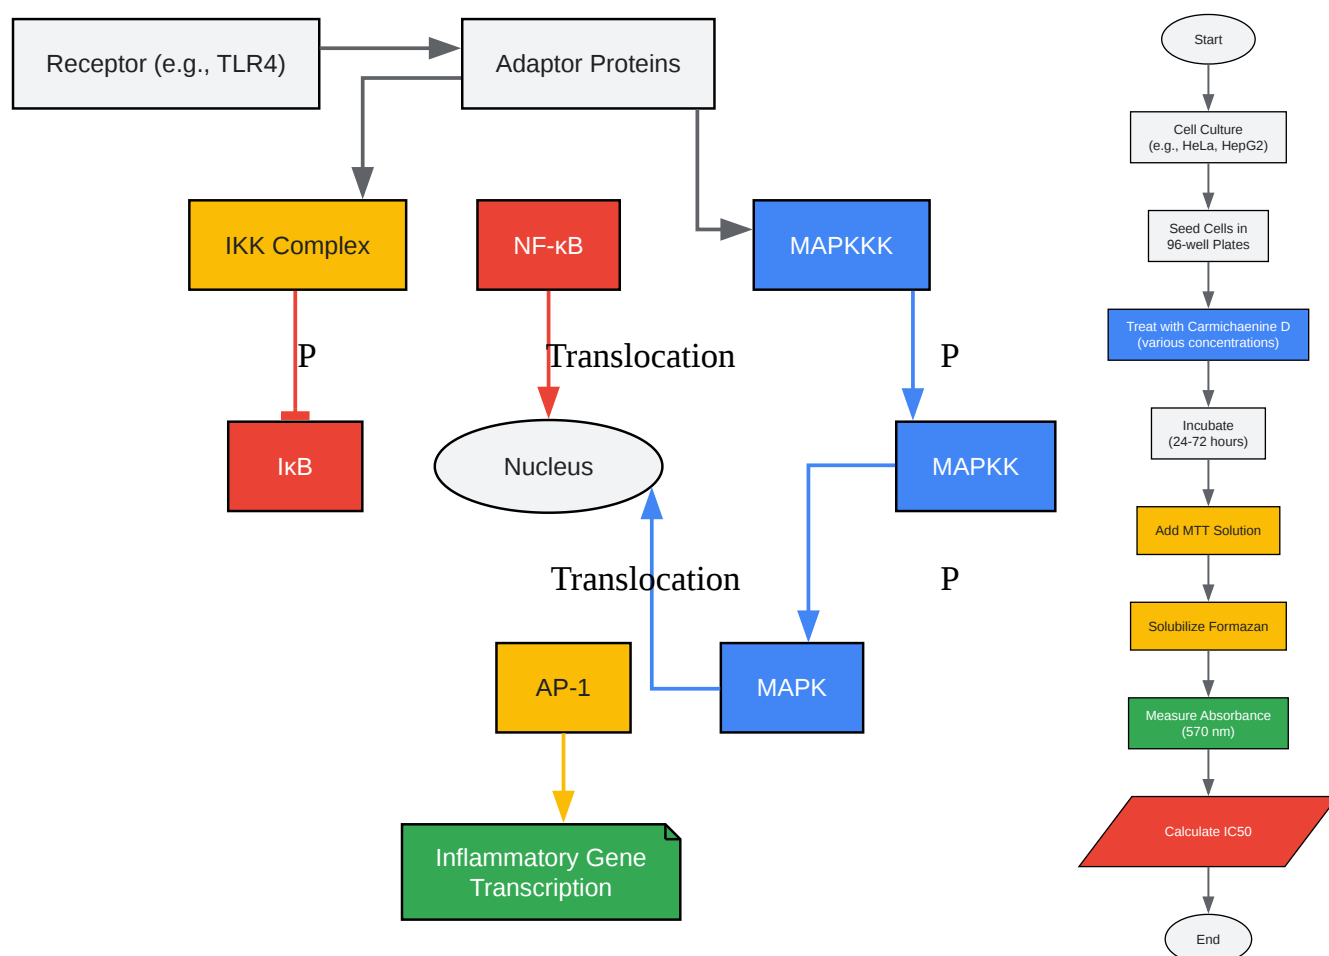 Receptor (e.g., TLR4)
Adaptor Proteins
IKK Complex
NF-κB
MAPKKK
P
Translocation
P
IκB
Nucleus
MAPKK
Translocation
P
AP-1
MAPK
Inflammatory Gene
Transcription
Start
Cell Culture
(e.g., HeLa, HepG2)
Seed Cells in
96-well Plates
Treat with Carmichaenine D
(various concentrations)
Incubate
(24-72 hours)
Add MTT Solution
Solubilize Formazan
Measure Absorbance
(570 nm)
Calculate IC50
End